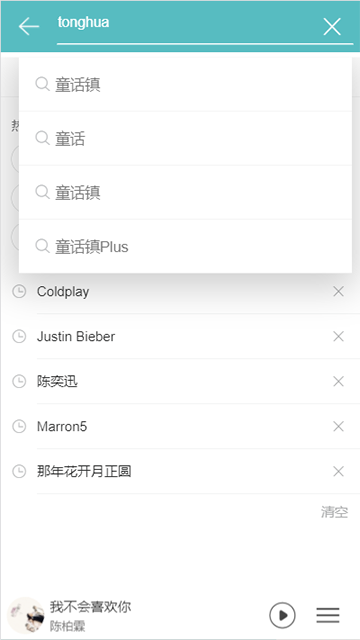 tonghua
童话镇
童话
童话镇
童话镇Plus
Coldplay
Justin Bieber
陈奕迅
Marron5
那年花开月正圆
清空
我不会喜欢你
陈柏霖